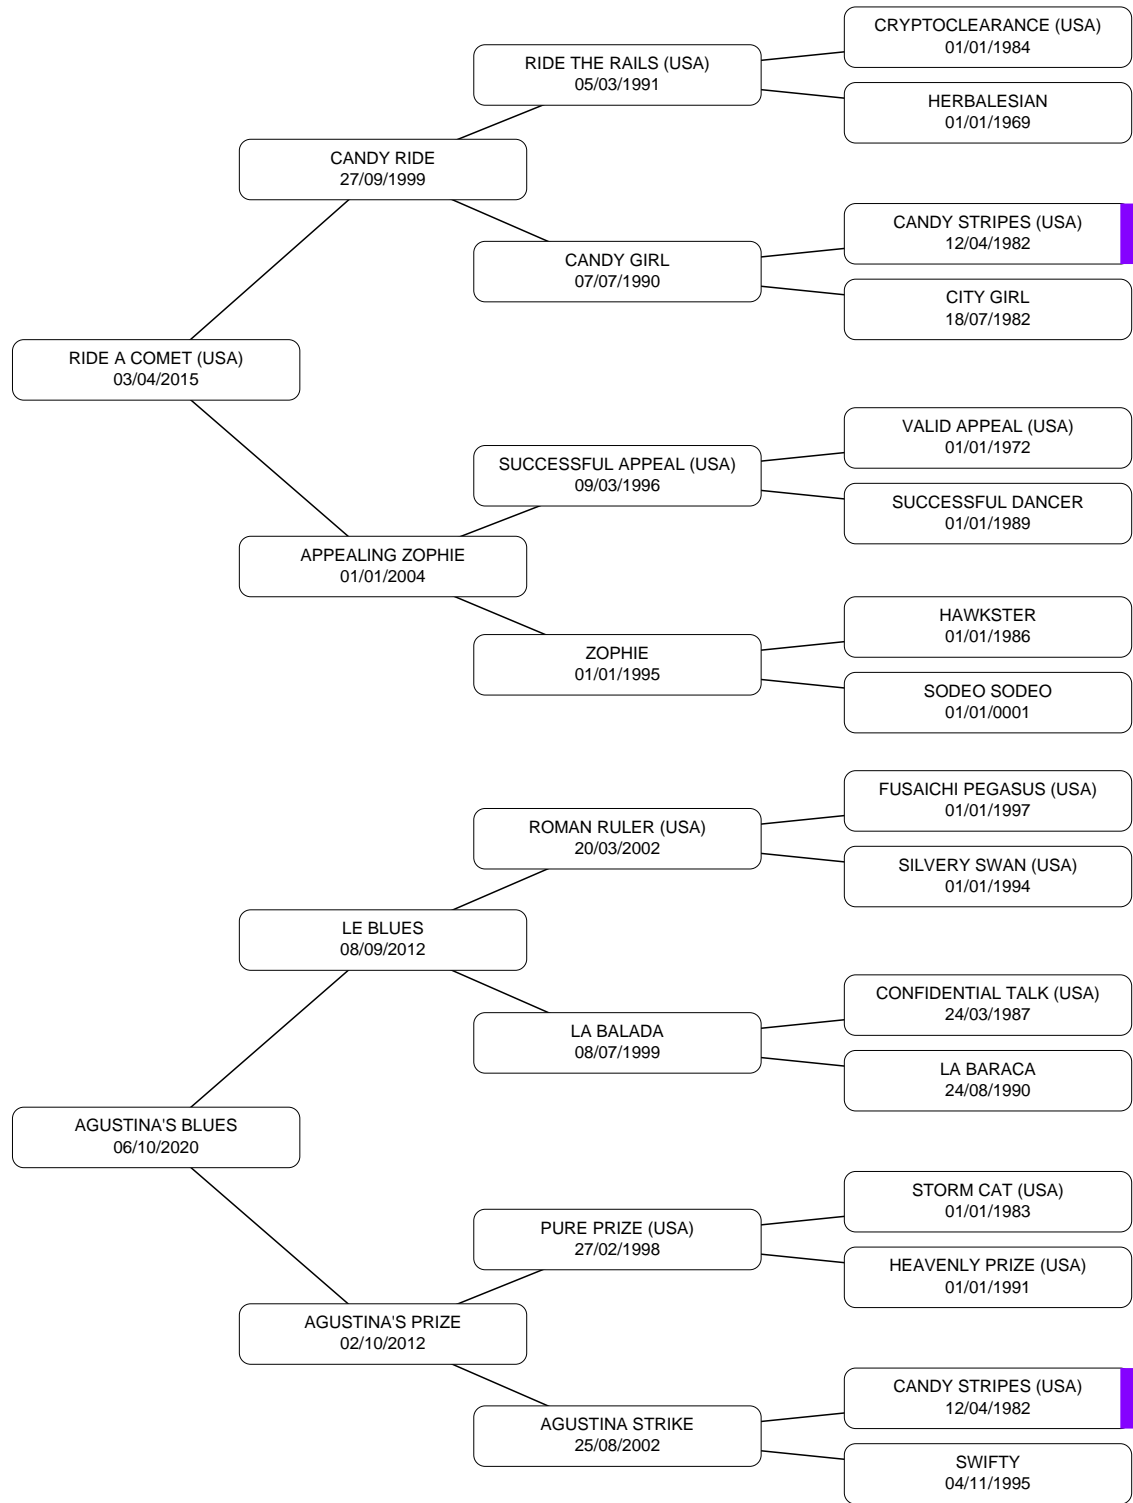 CRYPTOCLEARANCE (USA)
01/01/1984
RIDE THE RAILS (USA)
05/03/1991
HERBALESIAN
01/01/1969
CANDY RIDE
27/09/1999
CANDY STRIPES (USA)
12/04/1982
CANDY GIRL
07/07/1990
CITY GIRL
18/07/1982
RIDE A COMET (USA)
03/04/2015
VALID APPEAL (USA)
01/01/1972
SUCCESSFUL APPEAL (USA)
09/03/1996
SUCCESSFUL DANCER
01/01/1989
APPEALING ZOPHIE
01/01/2004
HAWKSTER
01/01/1986
ZOPHIE
01/01/1995
SODEO SODEO
01/01/0001
FUSAICHI PEGASUS (USA)
01/01/1997
ROMAN RULER (USA)
20/03/2002
SILVERY SWAN (USA)
01/01/1994
LE BLUES
08/09/2012
CONFIDENTIAL TALK (USA)
24/03/1987
LA BALADA
08/07/1999
LA BARACA
24/08/1990
AGUSTINA'S BLUES
06/10/2020
STORM CAT (USA)
01/01/1983
PURE PRIZE (USA)
27/02/1998
HEAVENLY PRIZE (USA)
01/01/1991
AGUSTINA'S PRIZE
02/10/2012
CANDY STRIPES (USA)
12/04/1982
AGUSTINA STRIKE
25/08/2002
SWIFTY
04/11/1995